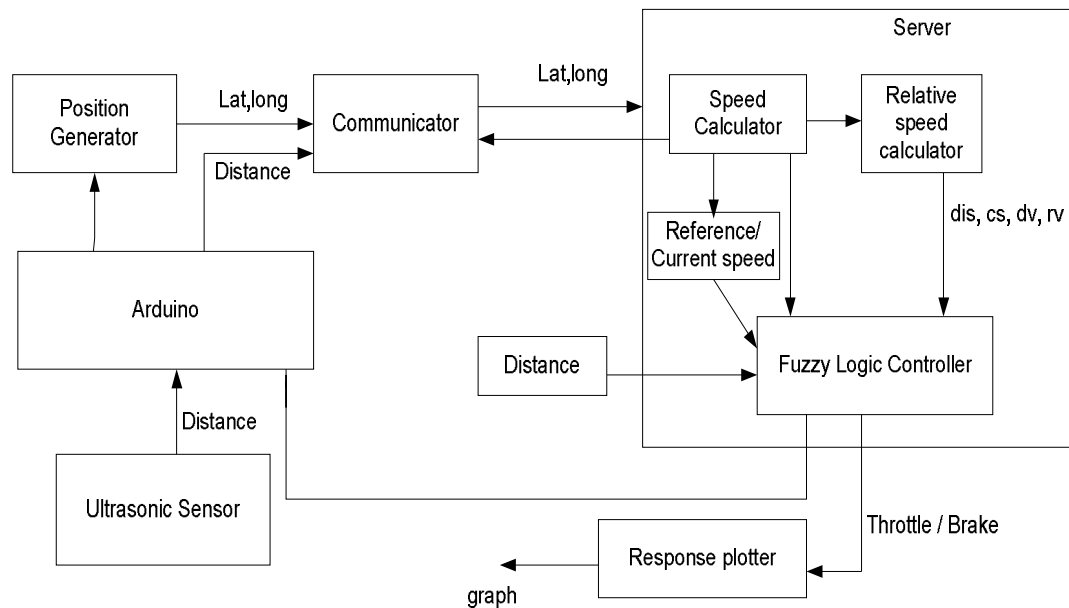 Server
Position
Generator
Lat,long
Communicator
Lat,long
Speed
Calculator
Relative
speed
calculator
Distance
dis, cs, dv, rv
Reference/
Current speed
Arduino
Distance
Fuzzy Logic Controller
Distance
Ultrasonic Sensor
Throttle / Brake
Response plotter
graph